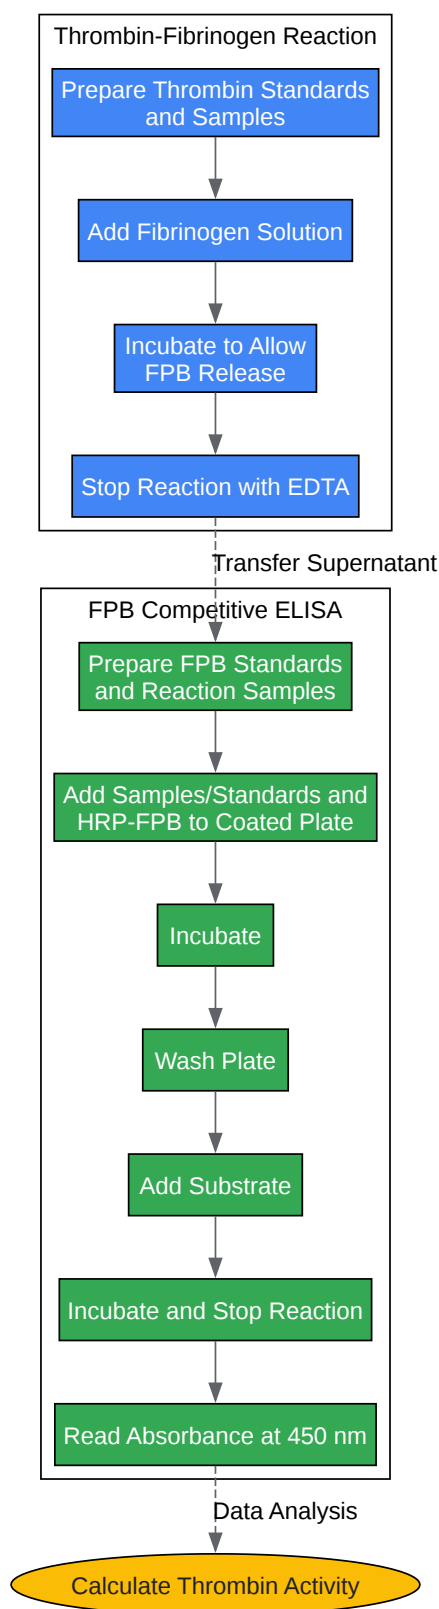 Thrombin-Fibrinogen Reaction
Prepare Thrombin Standards
and Samples
Add Fibrinogen Solution
Incubate to Allow
FPB Release
Stop Reaction with EDTA
Transfer Supernatant
FPB Competitive ELISA
Prepare FPB Standards
and Reaction Samples
Add Samples/Standards and
HRP-FPB to Coated Plate
Incubate
Wash Plate
Add Substrate
Incubate and Stop Reaction
Read Absorbance at 450 nm
Data Analysis
Calculate Thrombin Activity